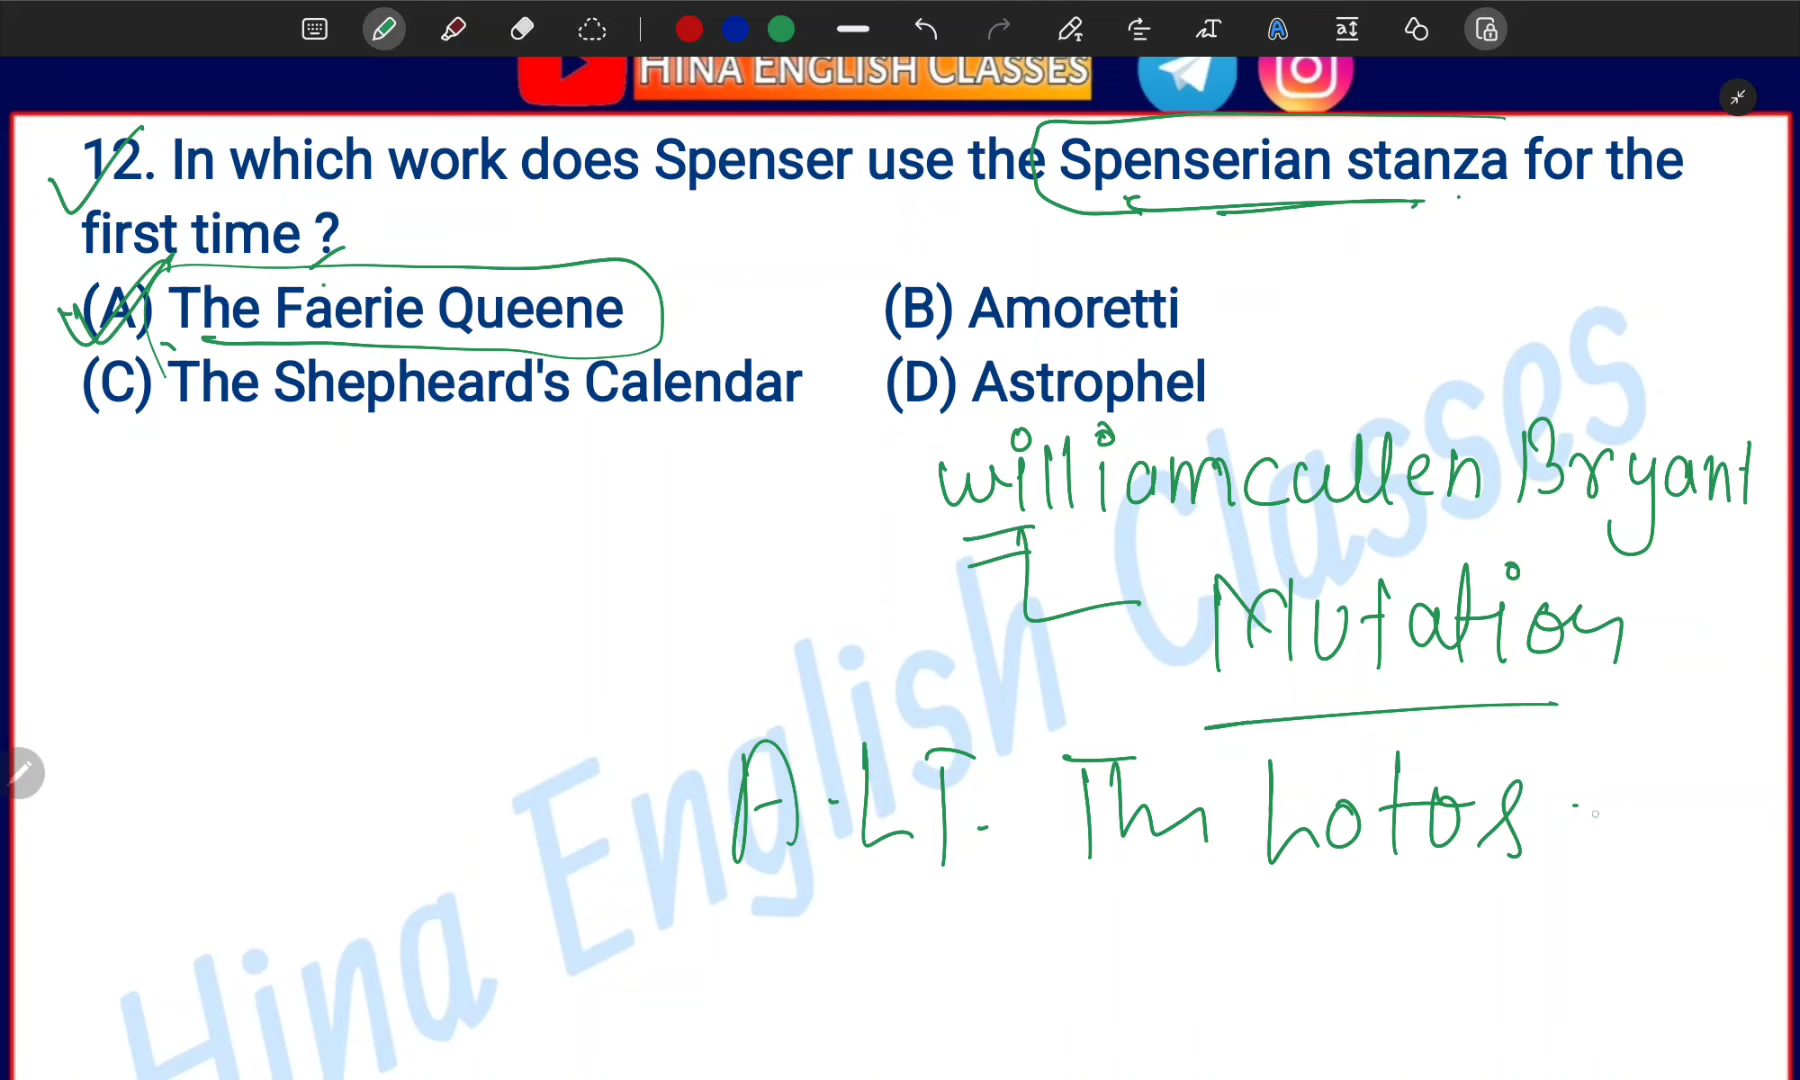 HINA ENGLISH CLASSES
12. In which work does Spenser use the Spenserian stanza for the
first time ?
(A) The Faerie Queene (B) Amoretti
(C) The Shepheard's Calendar (D) Astrophel
william cullen Bryant
Mutation
A.L.T. The Lotos
Hina English Classes